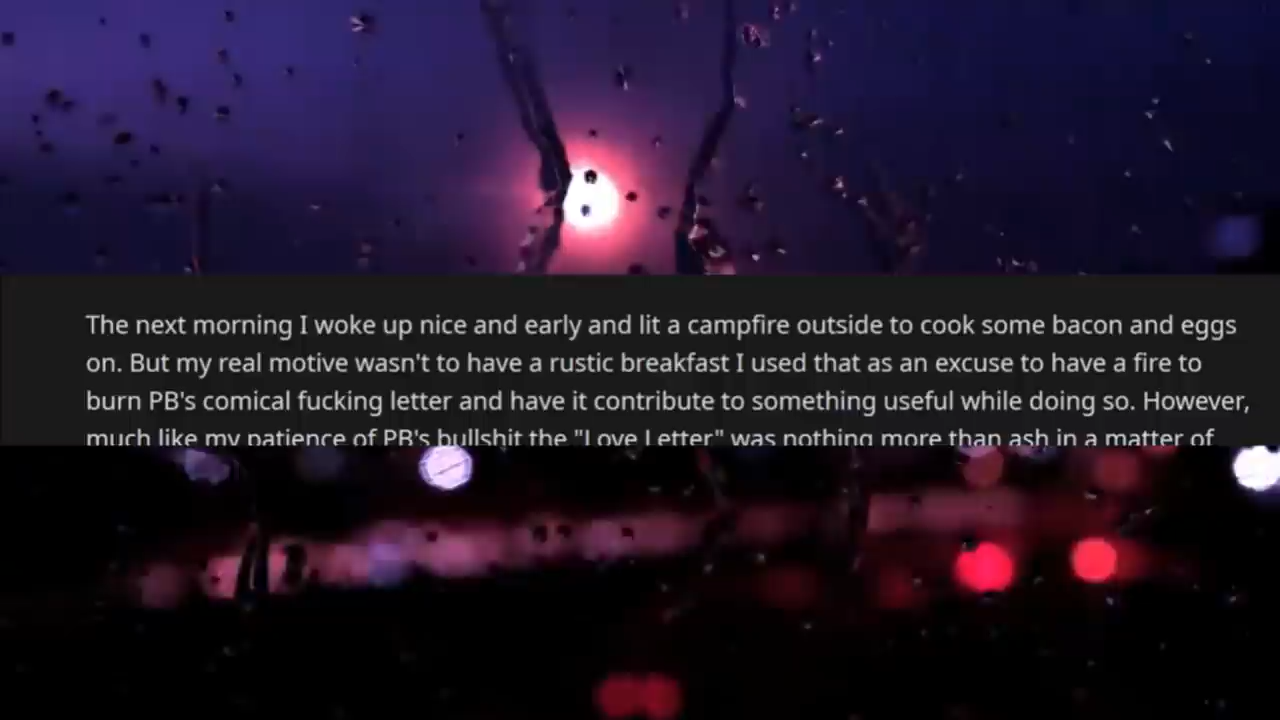 The next morning I woke up nice and early and lit a campfire outside to cook some bacon and eggs
on. But my real motive wasn't to have a rustic breakfast I used that as an excuse to have a fire to
burn PB's comical fucking letter and have it contribute to something useful while doing so. However,
much like my patience of PB's bullshit the "Love Letter" was nothing more than ash in a matter of